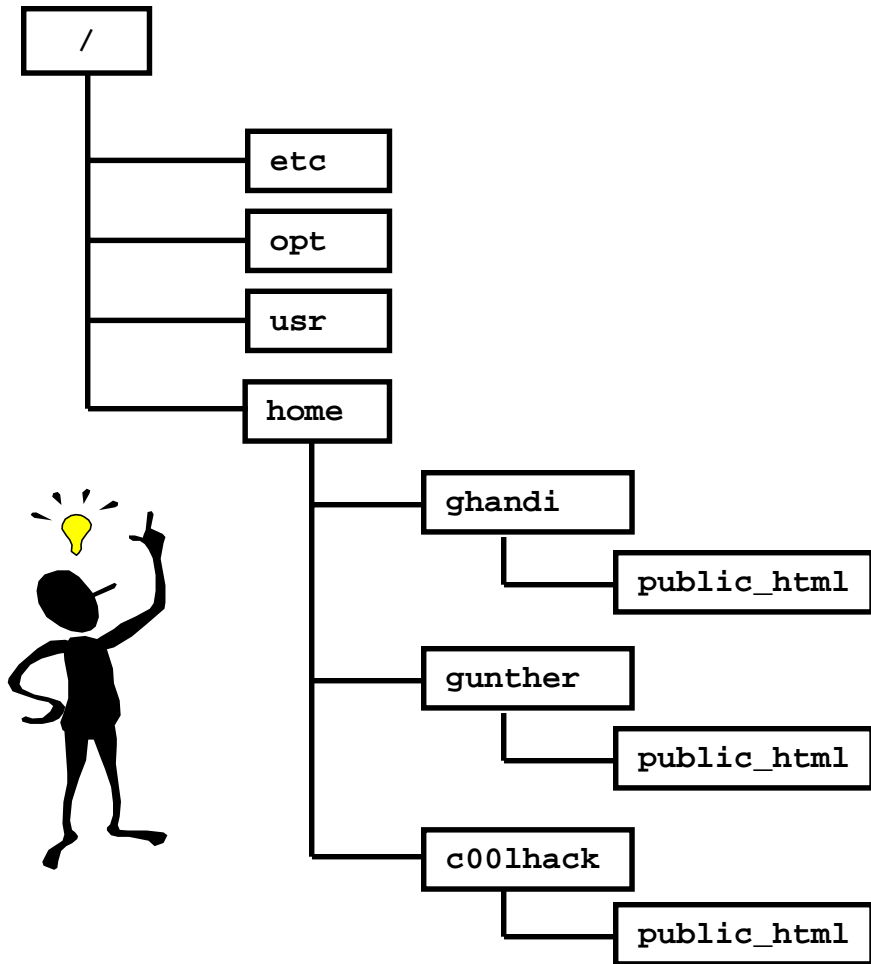 /
etc
opt
usr
home
ghandi
public_html
gunther
public_html
c00lhack
public_html